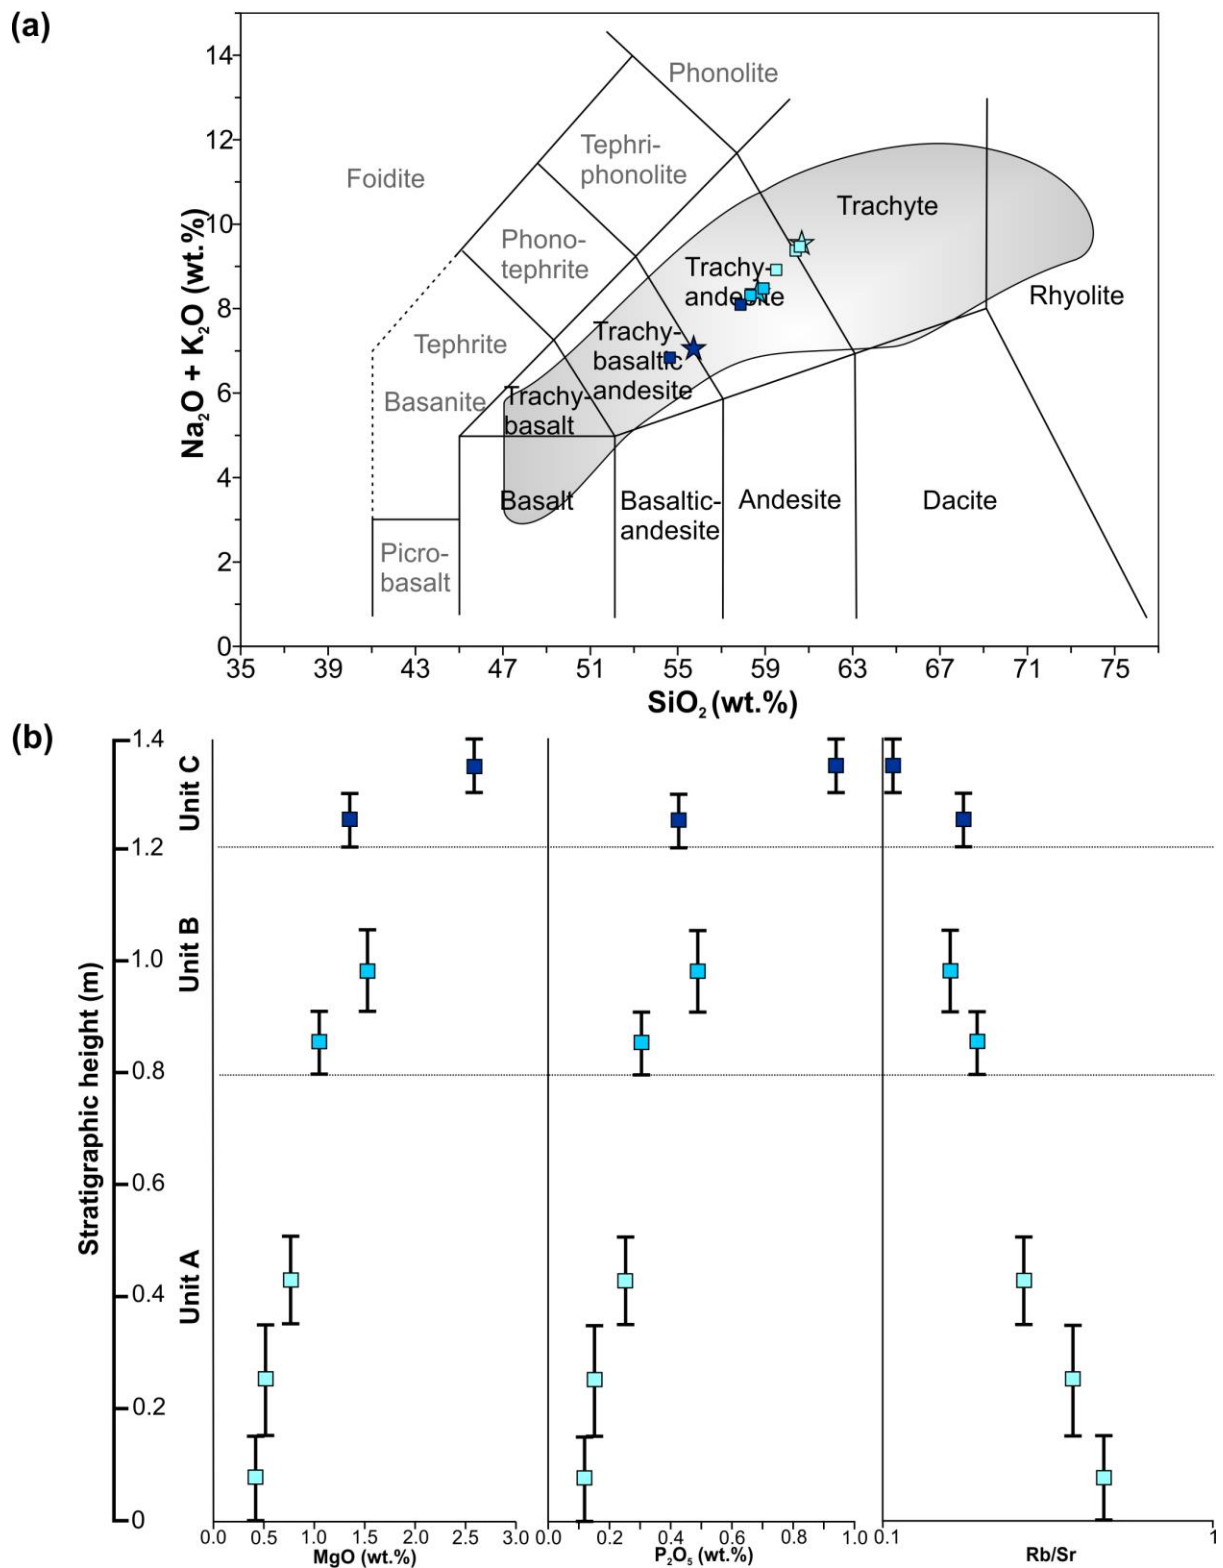 (a)
14
12
10
8
6
4
2
0
Na₂O + K₂O (wt.%)
Phonolite
Tephri-
phonolite
Foidite
Trachyte
Phono-
tephrite
Trachy-
andesite
Rhyolite
Tephrite
Trachy-
basaltic
andesite
Basanite
Trachy-
basalt
Basalt
Basaltic-
andesite
Andesite
Dacite
Picro-
basalt
35 39 43 47 51 55 59 63 67 71 75
SiO₂ (wt.%)
(b)
Stratigraphic height (m)
1.4
1.2
1.0
0.8
0.6
0.4
0.2
0
Unit C
Unit B
Unit A
0.0 0.5 1.0 1.5 2.0 2.5 3.0
MgO (wt.%)
0.0 0.2 0.4 0.6 0.8 1.0
P₂O₅ (wt.%)
0.1 1
Rb/Sr